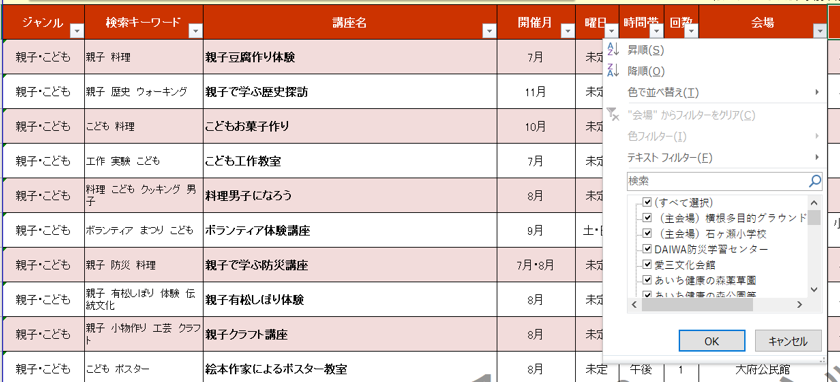 ジャンル 検索キーワード 講座名 開催月 曜日 時間帯 回数 会場
親子・こども 親子 料理 親子豆腐作り体験 7月 未定
親子・こども 親子 歴史 ウォーキング 親子で学ぶ歴史探訪 11月 未定
親子・こども こども 料理 こどもお菓子作り 10月 未定
親子・こども 工作 実験 こども こども工作教室 7月 未定
親子・こども 料理 こども クッキング 男子 料理男子になろう 8月 未定
親子・こども ボランティア まつり こども ボランティア体験講座 9月 土・
親子・こども 親子 防災 料理 親子で学ぶ防災講座 7月・8月 未定
親子・こども 親子 有松しぼり 体験 伝統文化 親子有松しぼり体験 8月 未定
親子・こども 親子 小物作り 工芸 クラフト 親子クラフト講座 8月 未定
親子・こども こども ポスター 絵本作家によるポスター教室 8月 未定 午後 1 大府公民館
昇順(S)
降順(O)
色で並べ替え(T)
"会場" からフィルターをクリア(C)
色フィルター(I)
テキスト フィルター(F)
検索
(すべて選択)
（主会場）横根多目的グラウンド
（主会場）石ヶ瀬小学校
DAIWA防災学習センター
愛三文化会館
あいち健康の森薬草園
あいち健康の森公園等
OK キャンセル